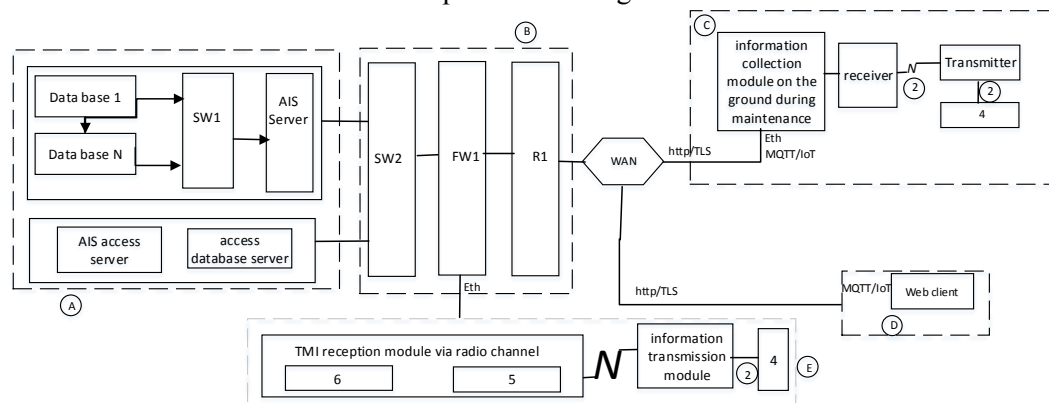 A
Data base 1
Data base N
SW1
AIS
Server
AIS access
server
access
database server
B
SW2
FW1
R1
Eth
WAN
http/TLS
http/TLS
C
information
collection
module on the
ground during
maintenance
Eth
MQTT/IoT
receiver
N
2
Transmitter
2
4
MQTT/IoT
Web client
D
TMI reception module via radio channel
6
5
N
information
transmission
module
2
4
E